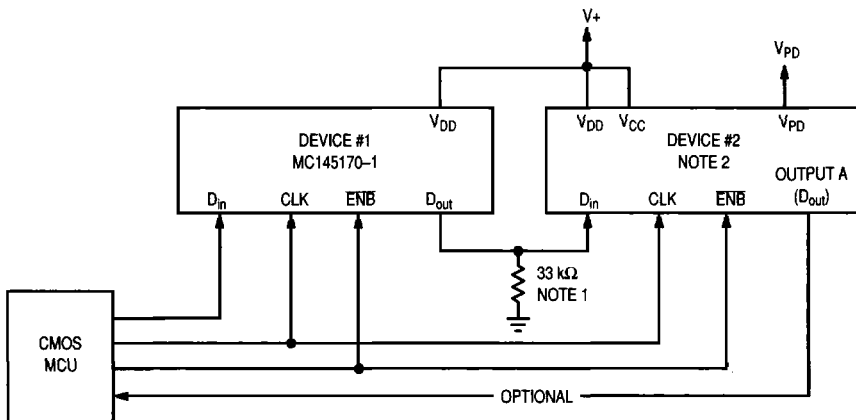 V+
VPD
VDD
DEVICE #1
MC145170–1
Din
CLK
ENB
Dout
VDD
VCC
VPD
DEVICE #2
NOTE 2
OUTPUT A
(Dout)
Din
CLK
ENB
33 kΩ
NOTE 1
CMOS
MCU
OPTIONAL